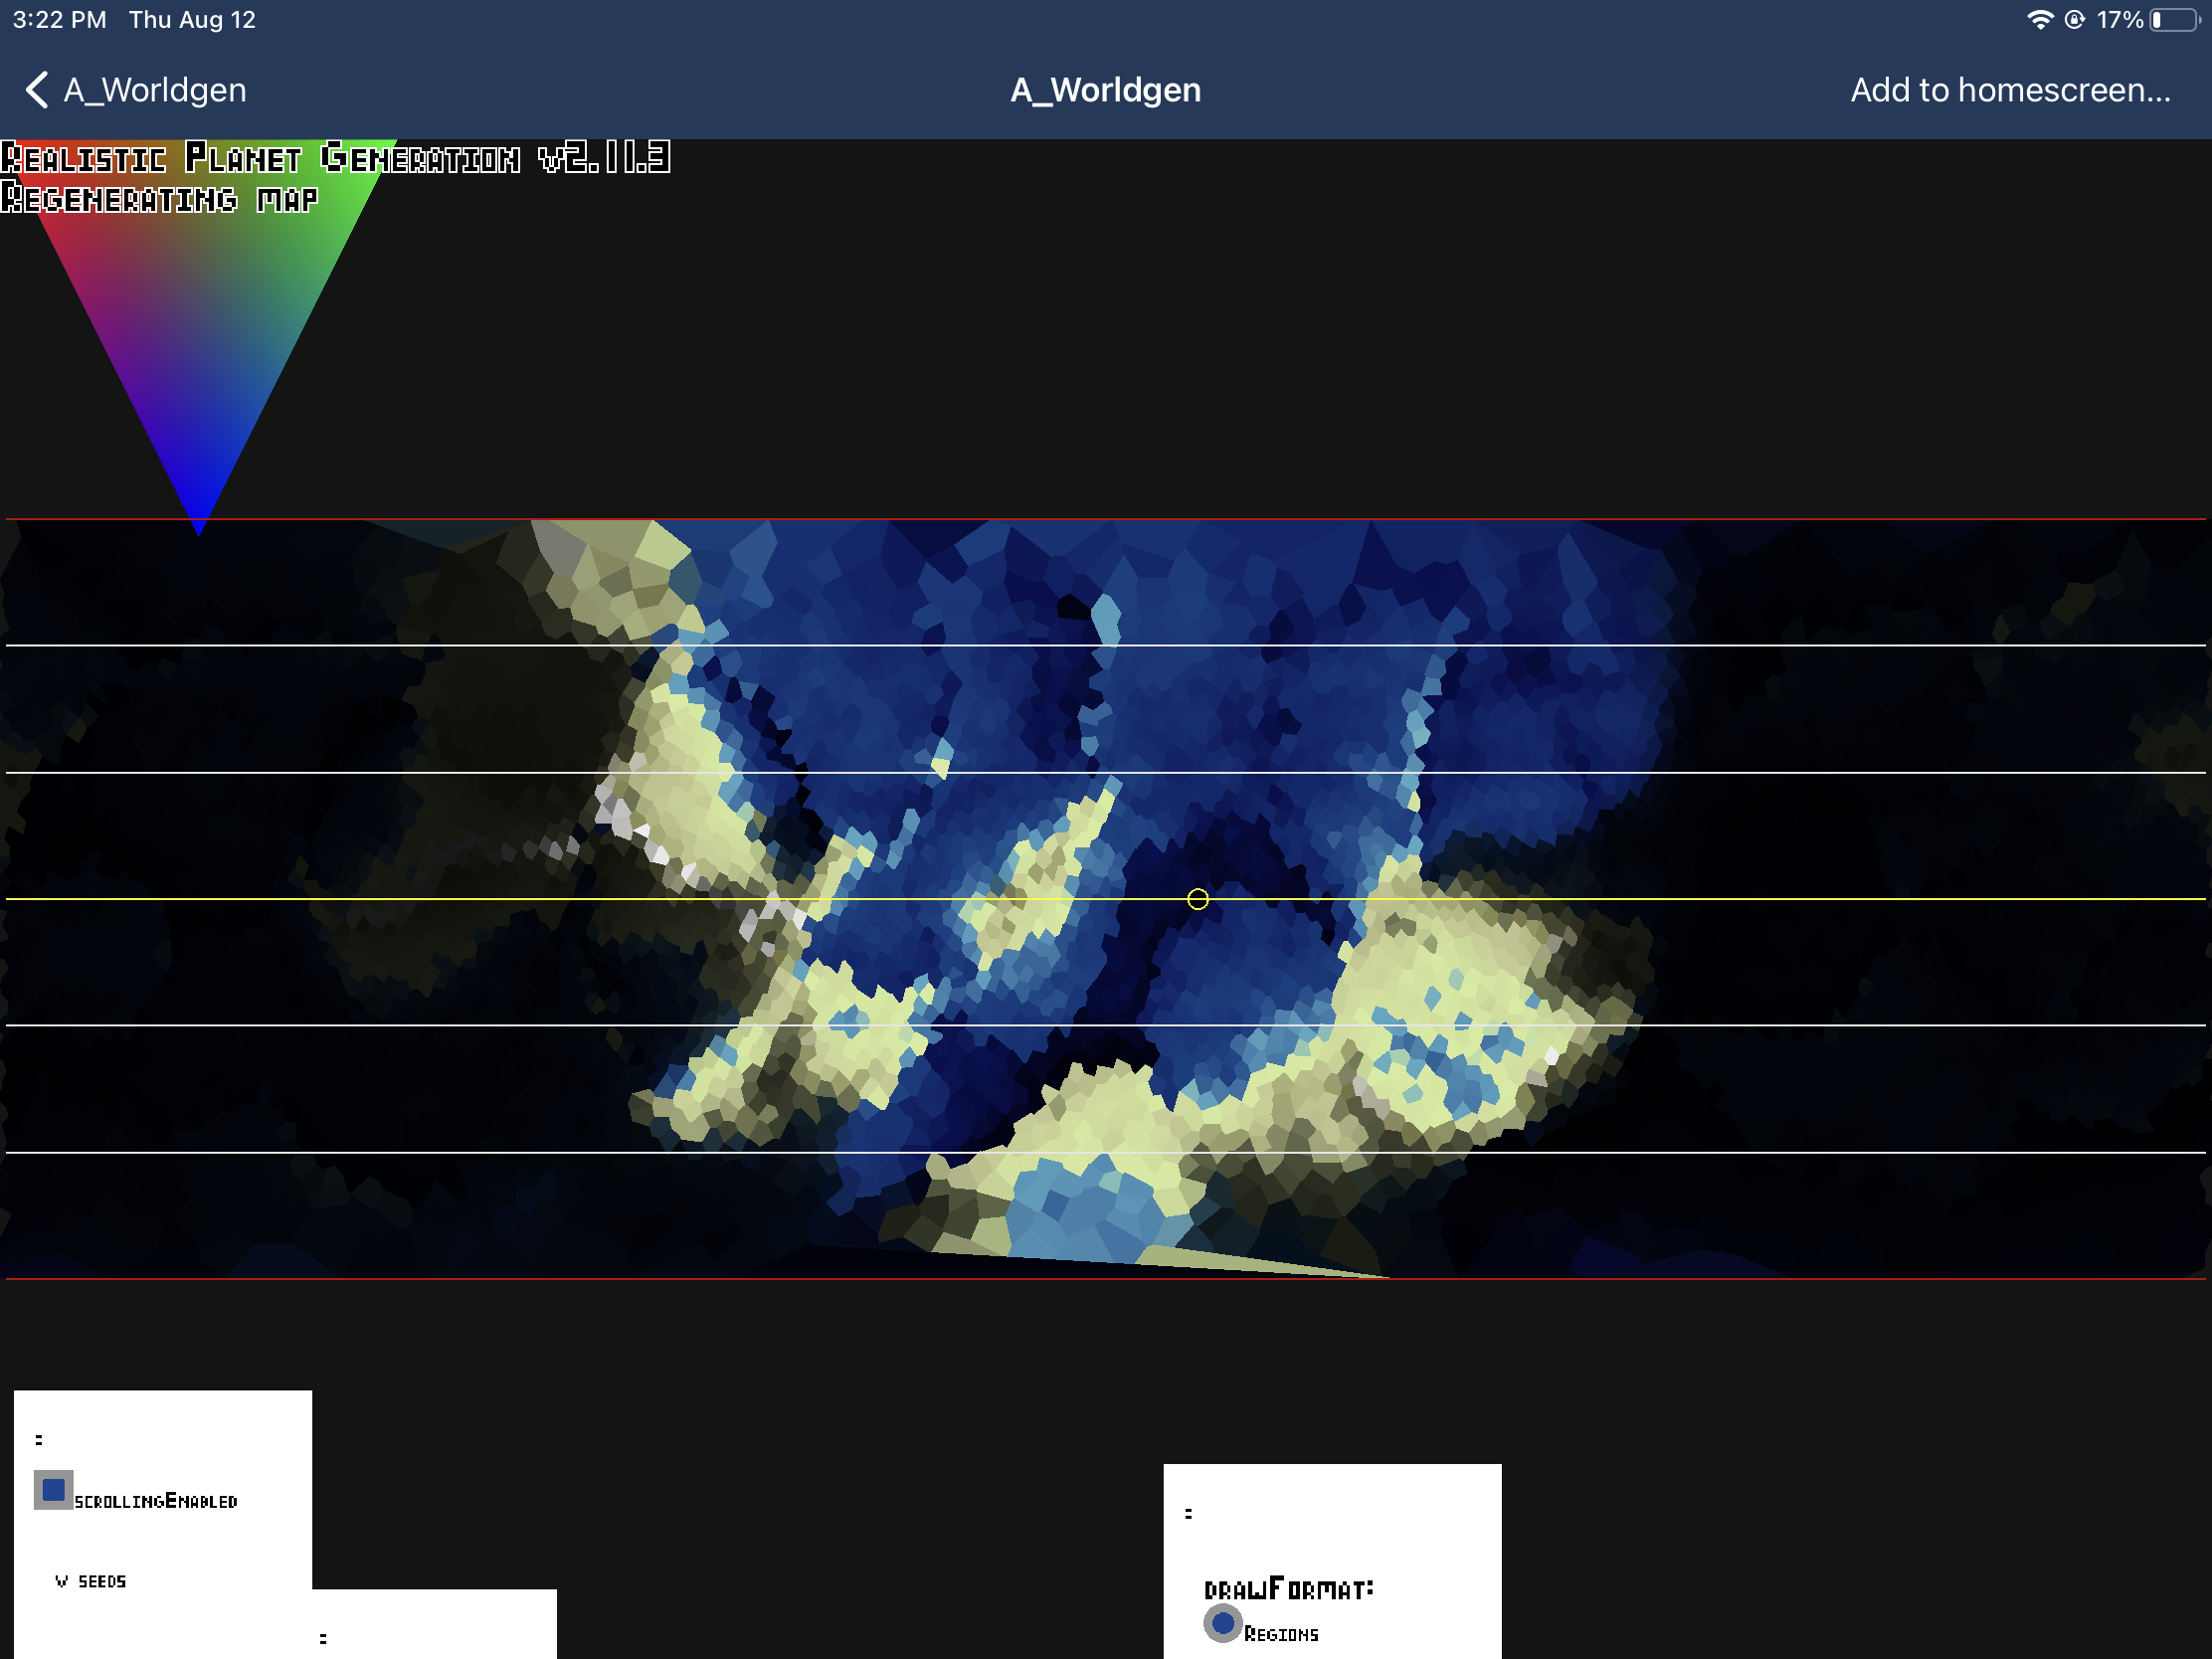 3:22 PM Thu Aug 12 17%
A_Worldgen A_Worldgen Add to homescreen...
Realistic Planet Generation v2.11.3
Regenerating map
=
scrollingEnabled
v seeds
=
=
drawFormat:
Regions